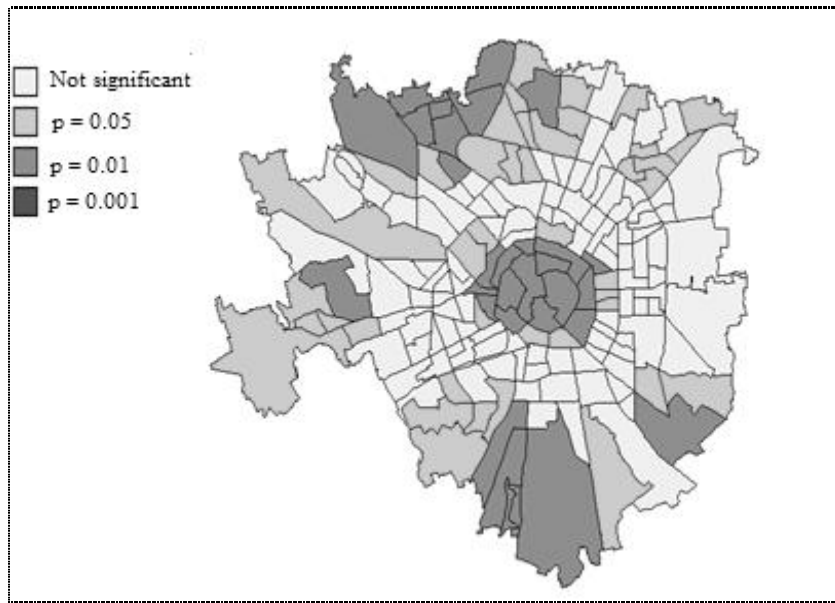 Not significant
p = 0.05
p = 0.01
p = 0.001